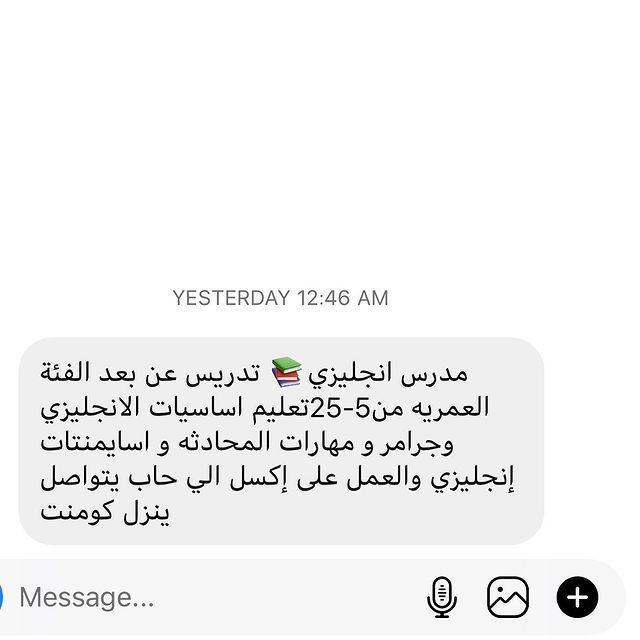 YESTERDAY 12:46 AM
مدرس انجليزي 📚 تدريس عن بعد الفئة
العمريه من5-25تعليم اساسيات الانجليزي
وجرامر و مهارات المحادثه و اسايمنتات
إنجليزي والعمل على إكسل الي حاب يتواصل
ينزل كومنت
Message...